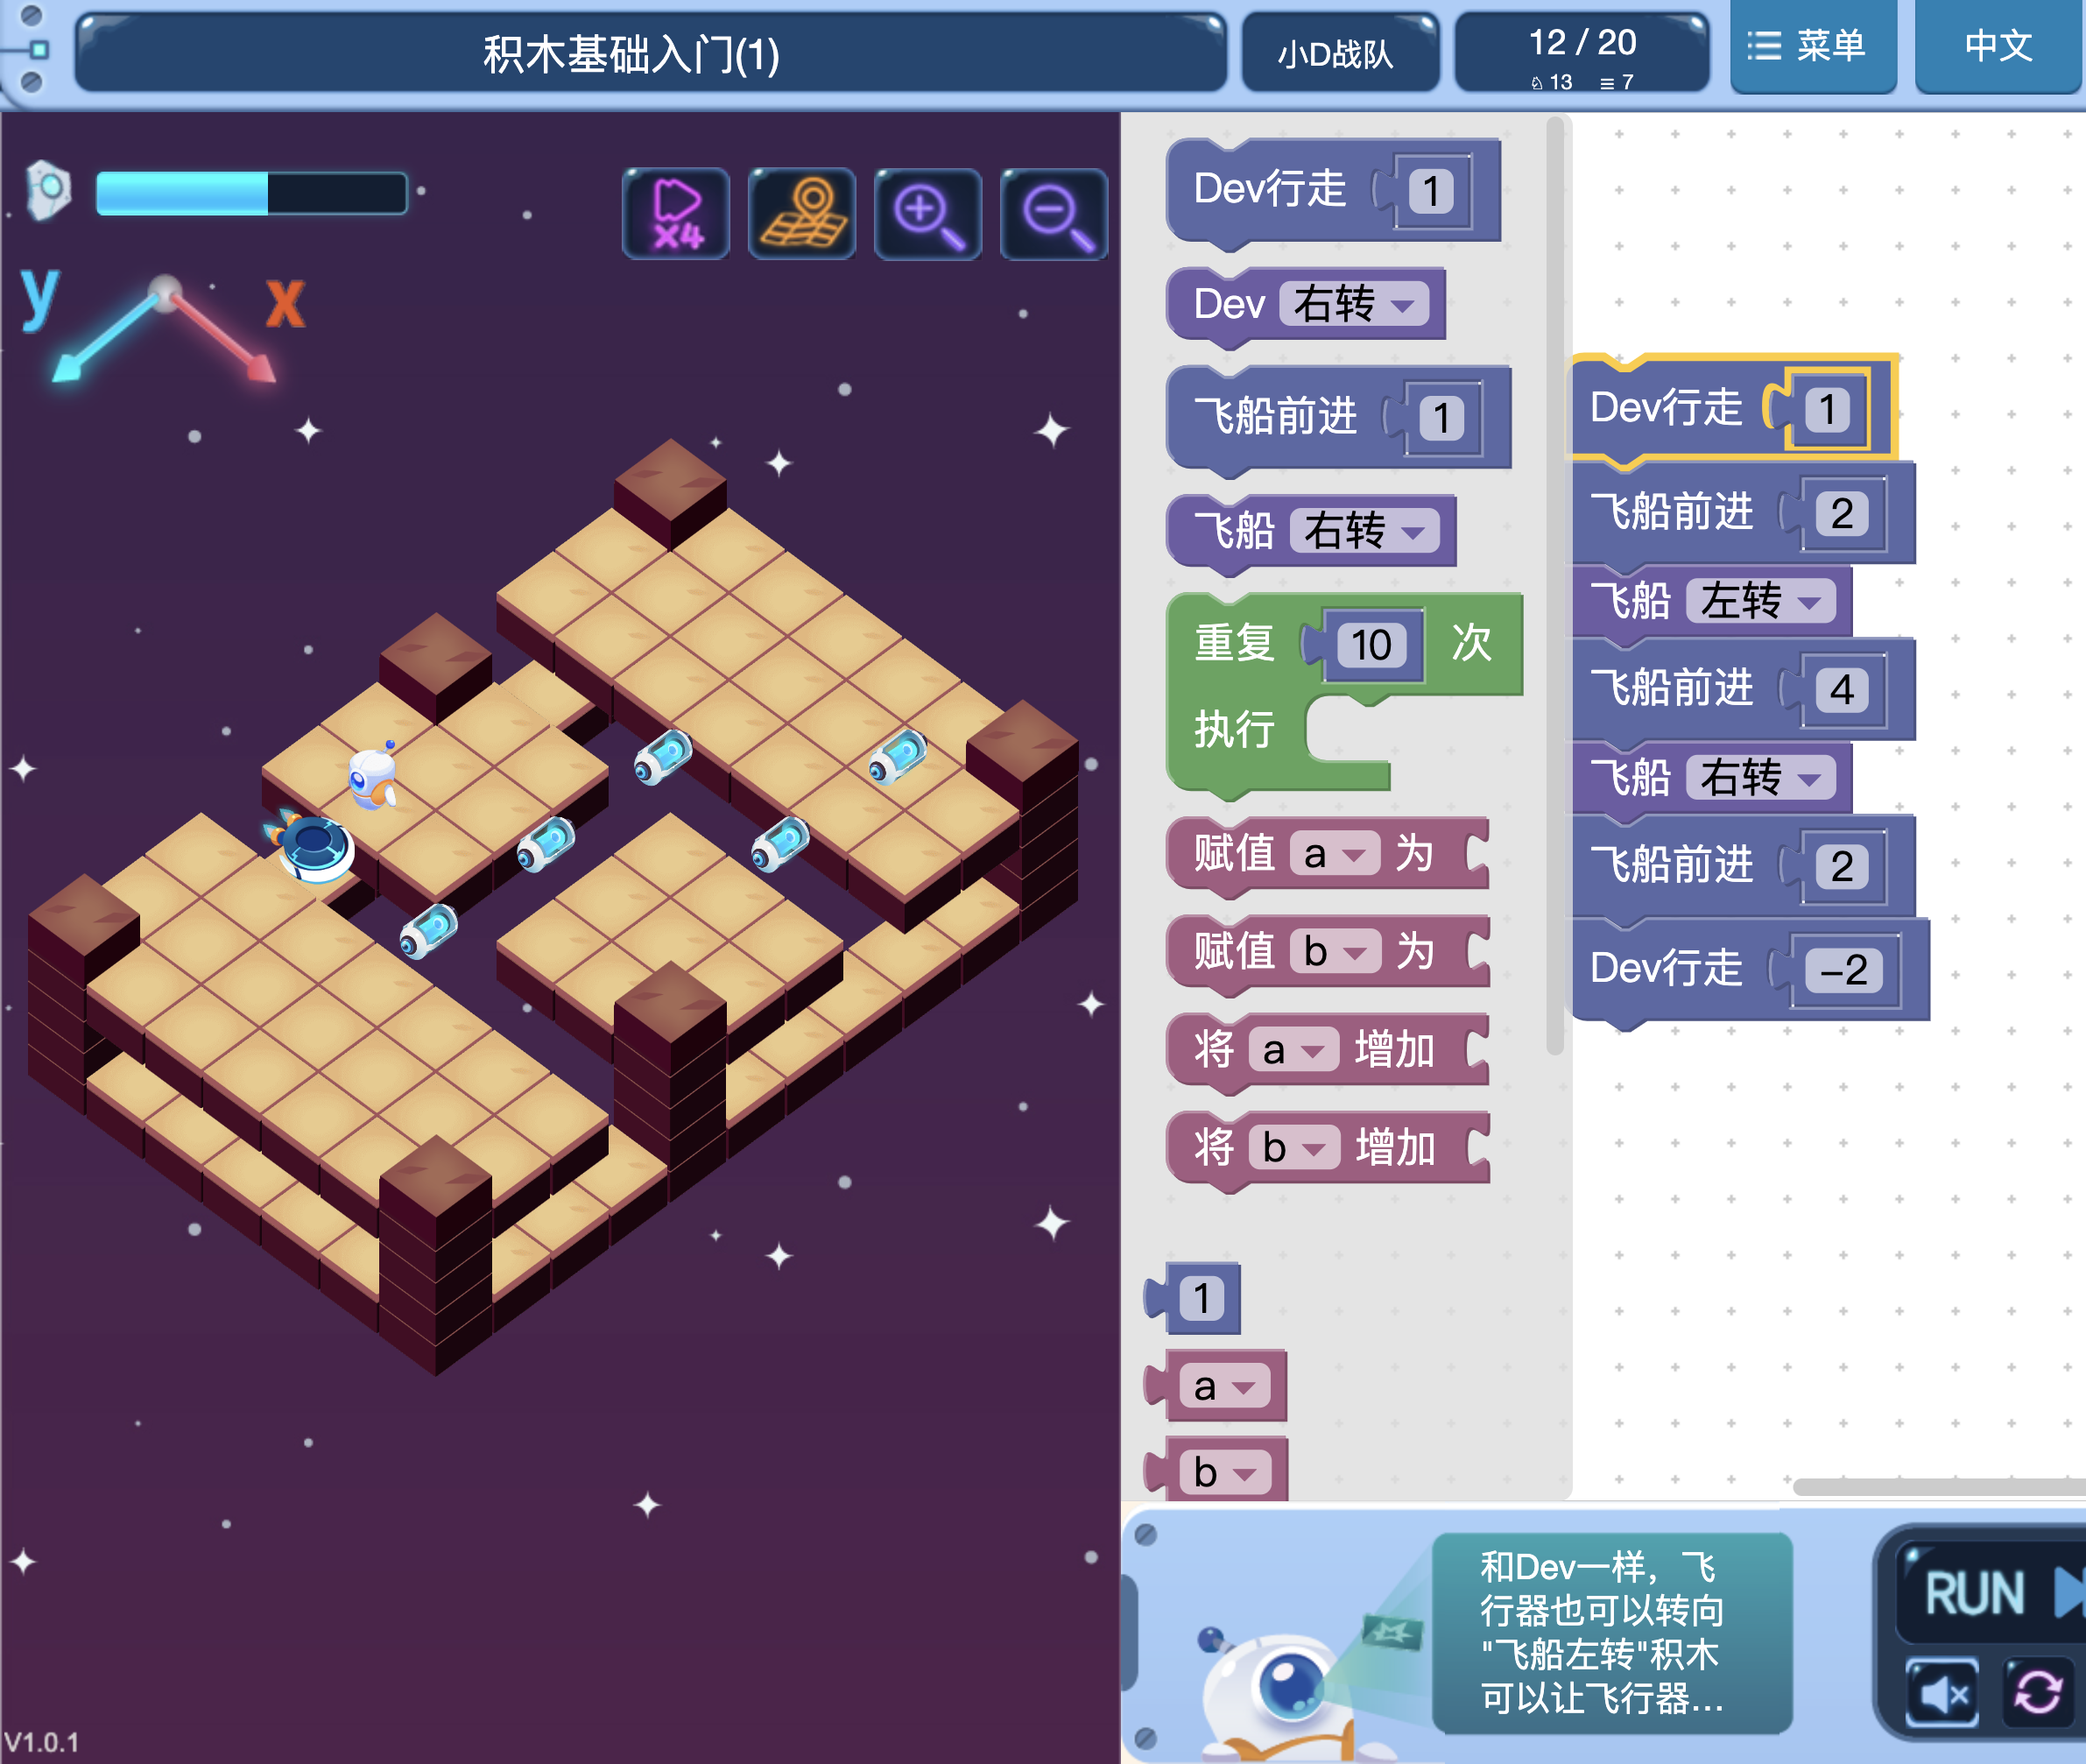 积木基础入门(1)
小D战队
12 / 20
13
7
菜单
中文
x4
y
x
Dev行走 1
Dev 右转
飞船前进 1
飞船 右转
重复 10 次
执行
赋值 a 为
赋值 b 为
将 a 增加
将 b 增加
1
a
b
Dev行走 1
飞船前进 2
飞船 左转
飞船前进 4
飞船 右转
飞船前进 2
Dev行走 -2
和Dev一样，飞
行器也可以转向
"飞船左转"积木
可以让飞行器...
RUN
V1.0.1